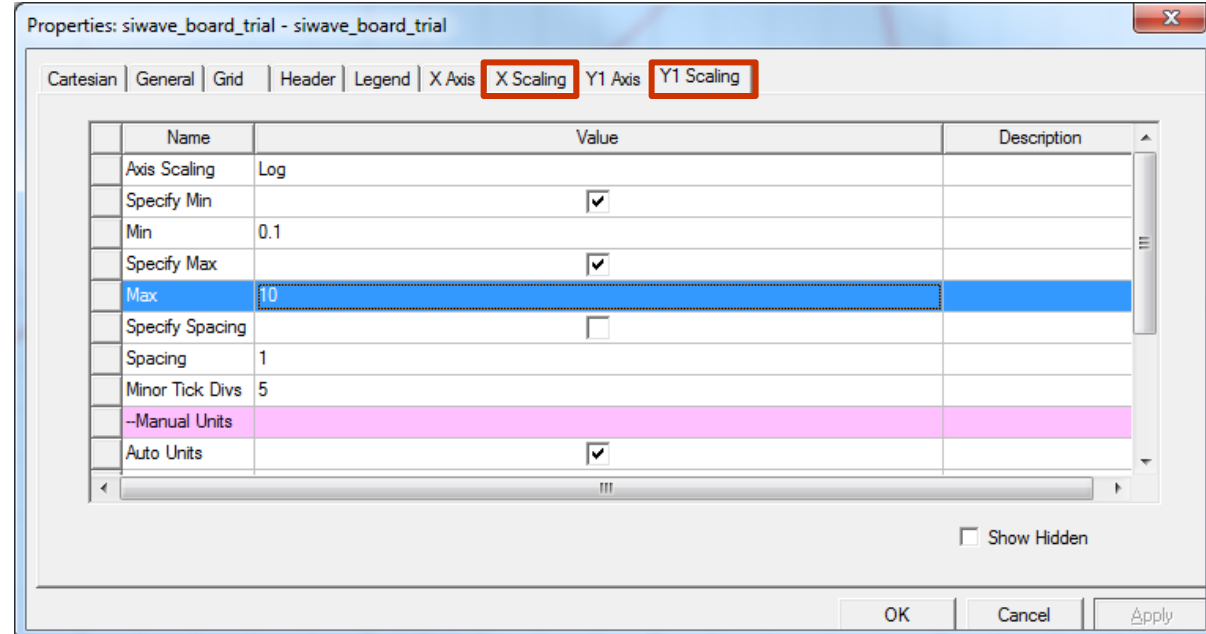 Properties: siwave_board_trial - siwave_board_trial
Cartesian General Grid Header Legend X Axis X Scaling Y1 Axis Y1 Scaling
Name Value Description
Axis Scaling Log
Specify Min
Min 0.1
Specify Max
Max 10
Specify Spacing
Spacing 1
Minor Tick Divs 5
--Manual Units
Auto Units
Show Hidden
OK Cancel Apply